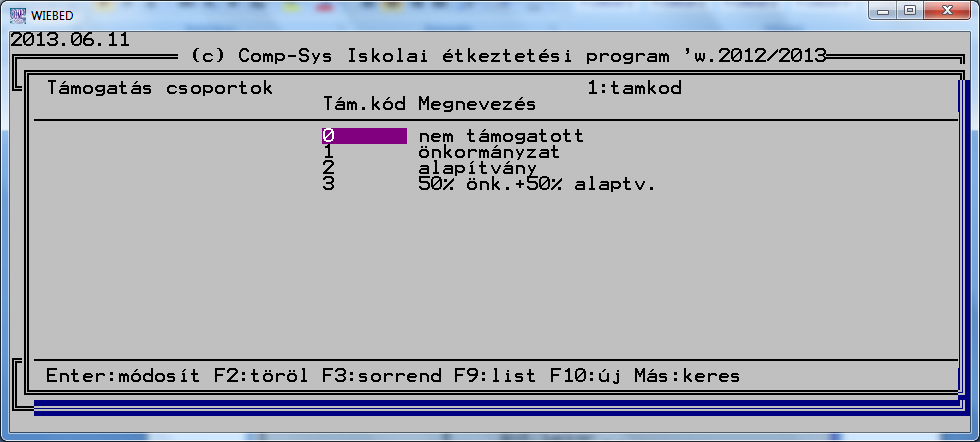 WIEBED
2013.06.11
(c) Comp-Sys Iskolai étkeztetési program 'w.2012/2013
Támogatás csoportok 1:tamkod
Tám.kód Megnevezés
0 nem támogatott
1 önkormányzat
2 alapítvány
3 50% önk.+50% alaptv.
Enter:módosít F2:töröl F3:sorrend F9:list F10:új Más:keres